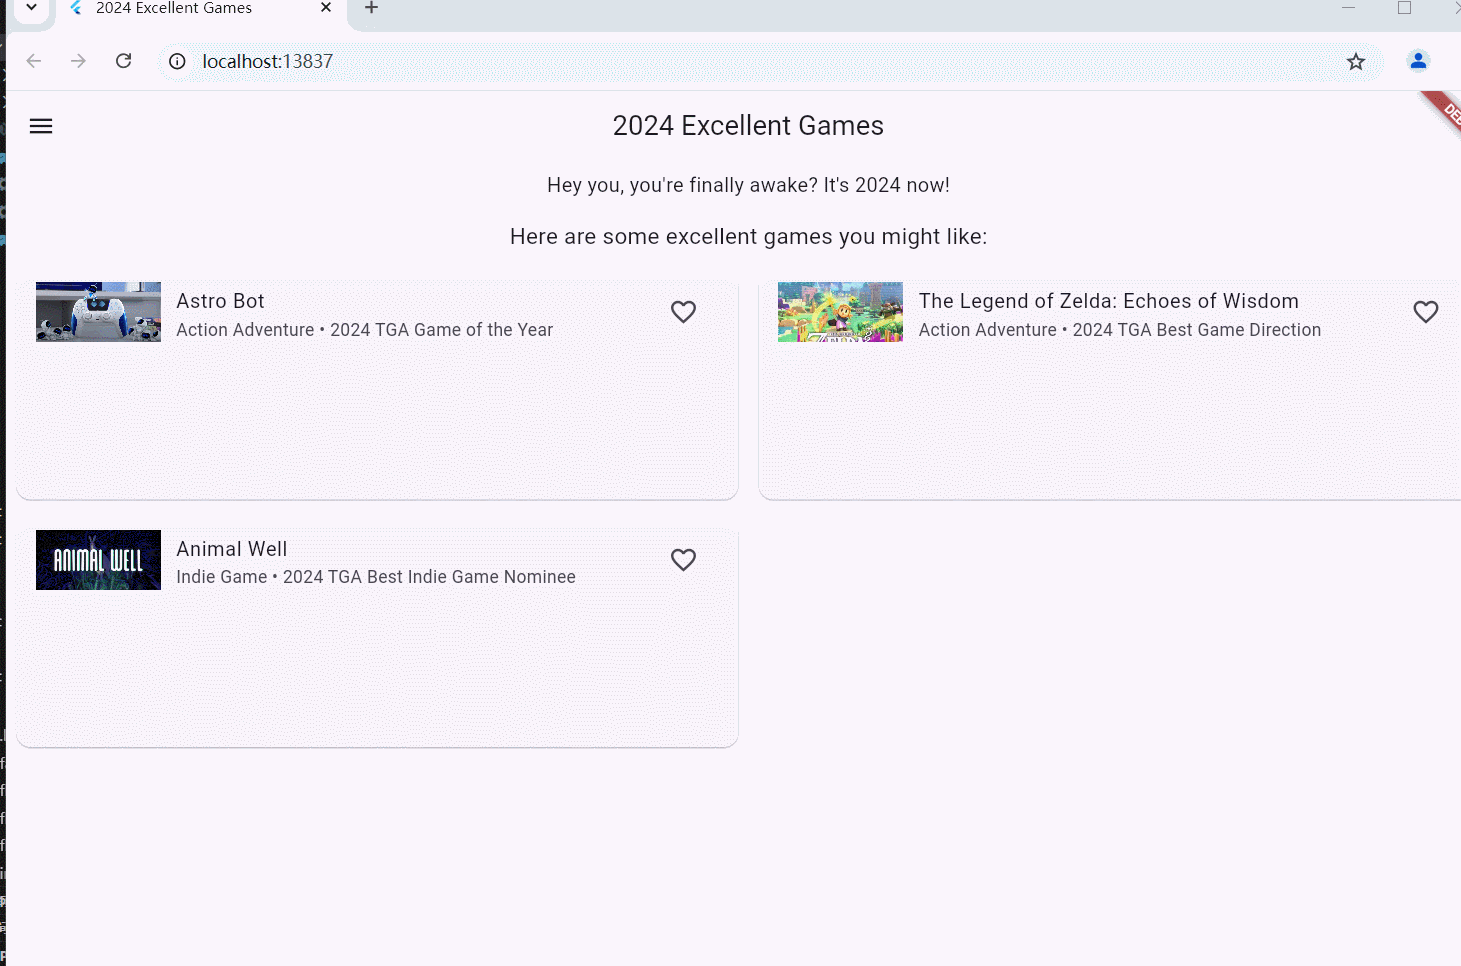 2024 Excellent Games
localhost:13837
2024 Excellent Games
Hey you, you're finally awake? It's 2024 now!
Here are some excellent games you might like:
Astro Bot
Action Adventure • 2024 TGA Game of the Year
The Legend of Zelda: Echoes of Wisdom
Action Adventure • 2024 TGA Best Game Direction
ANIMAL WELL
Animal Well
Indie Game • 2024 TGA Best Indie Game Nominee